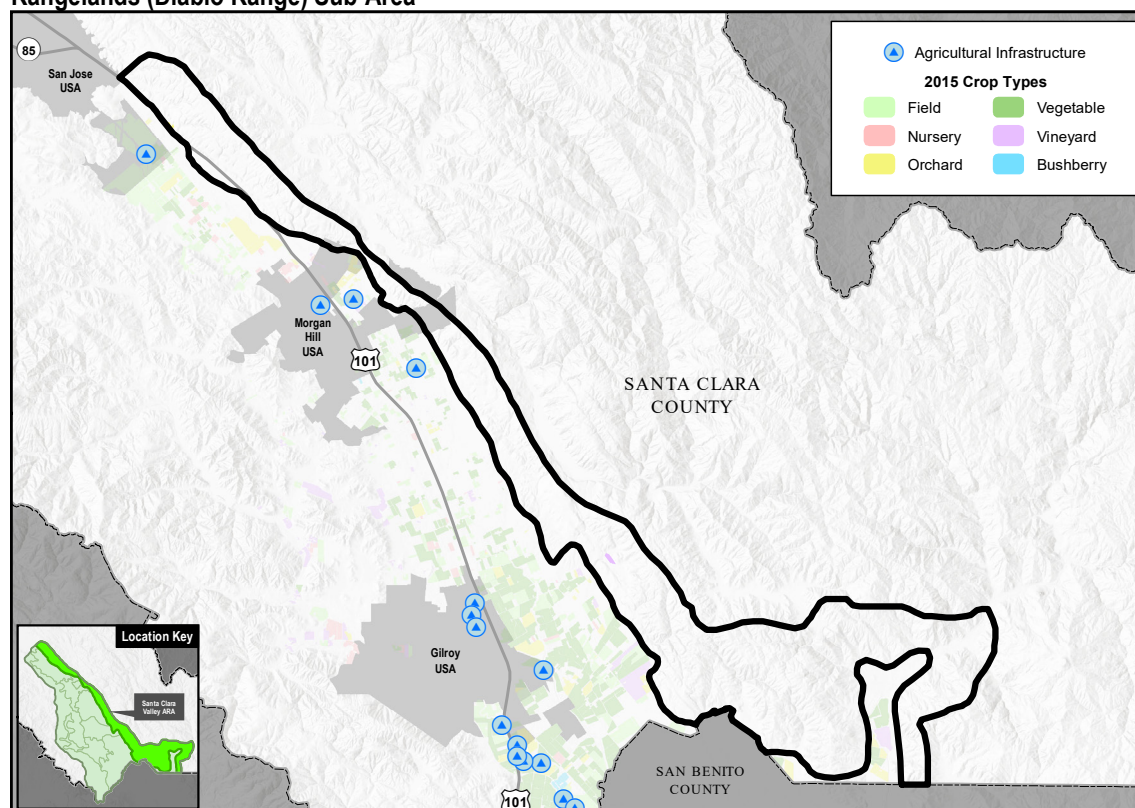 Rangelands (Diablo Range) Sub-Area
85
San Jose
USA
Agricultural Infrastructure
2015 Crop Types
Field
Vegetable
Nursery
Vineyard
Orchard
Bushberry
Morgan
Hill
USA
101
SANTA CLARA
COUNTY
Gilroy
USA
Location Key
Santa Clara
Valley ARA
SAN BENITO
COUNTY
101